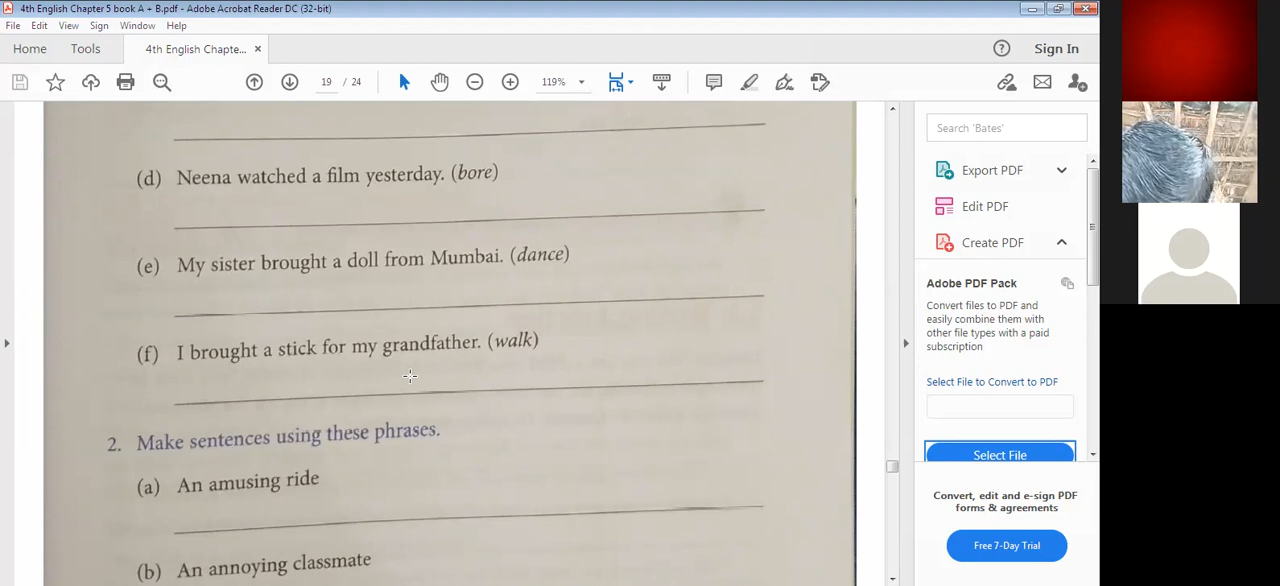 4th English Chapter 5 book A + B.pdf - Adobe Acrobat Reader DC (32-bit)
File Edit View Sign Window Help
Home Tools 4th English Chapte... × Sign In
19 / 24 119%
Search 'Bates'
(d) Neena watched a film yesterday. (bore)
Export PDF
Edit PDF
(e) My sister brought a doll from Mumbai. (dance)
Create PDF
Adobe PDF Pack
Convert files to PDF and
easily combine them with
other file types with a paid
subscription
(f) I brought a stick for my grandfather. (walk)
Select File to Convert to PDF
2. Make sentences using these phrases.
Select File
(a) An amusing ride
Convert, edit and e-sign PDF
forms & agreements
Free 7-Day Trial
(b) An annoying classmate